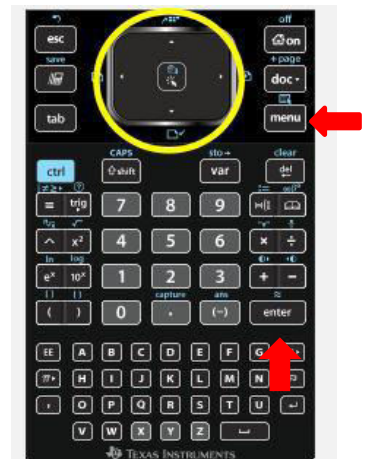 off
esc
on
save
+page
doc
tab
menu
CAPS
sto→
clear
ctrl
⇧shift
var
del
= trig 7 8 9
^ x² 4 5 6 × ÷
ln log
eˣ 10ˣ 1 2 3 + −
capture ans ≈
( ) 0 . (−) enter
EE A B C D E F G
π▸ H I J K L M N
, O P Q R S T U ↵
V W X Y Z
TEXAS INSTRUMENTS